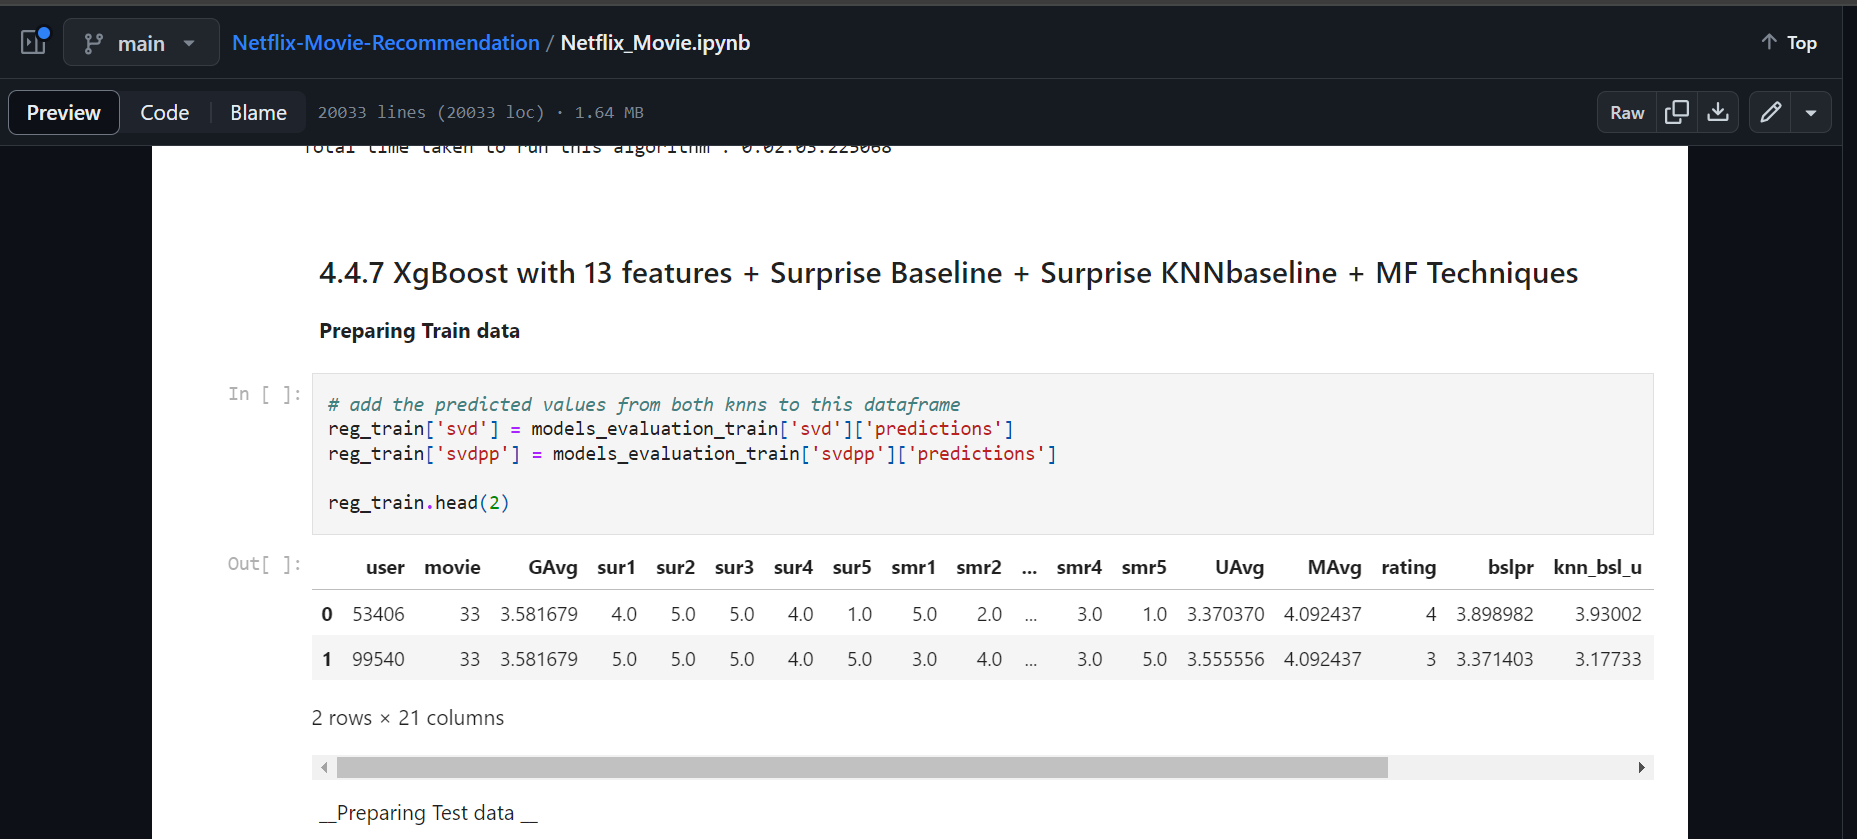 main
Netflix-Movie-Recommendation / Netflix_Movie.ipynb
Top
Preview Code Blame 20033 lines (20033 loc) · 1.64 MB
Raw
Total time taken to run this algorithm : 0:02:03.225068
4.4.7 XgBoost with 13 features + Surprise Baseline + Surprise KNNbaseline + MF Techniques
Preparing Train data
In [ ]:
# add the predicted values from both knns to this dataframe
reg_train['svd'] = models_evaluation_train['svd']['predictions']
reg_train['svdpp'] = models_evaluation_train['svdpp']['predictions']
reg_train.head(2)
Out[ ]:
user movie GAvg sur1 sur2 sur3 sur4 sur5 smr1 smr2 ... smr4 smr5 UAvg MAvg rating bslpr knn_bsl_u
0 53406 33 3.581679 4.0 5.0 5.0 4.0 1.0 5.0 2.0 ... 3.0 1.0 3.370370 4.092437 4 3.898982 3.93002
1 99540 33 3.581679 5.0 5.0 5.0 4.0 5.0 3.0 4.0 ... 3.0 5.0 3.555556 4.092437 3 3.371403 3.17733
2 rows × 21 columns
__Preparing Test data __